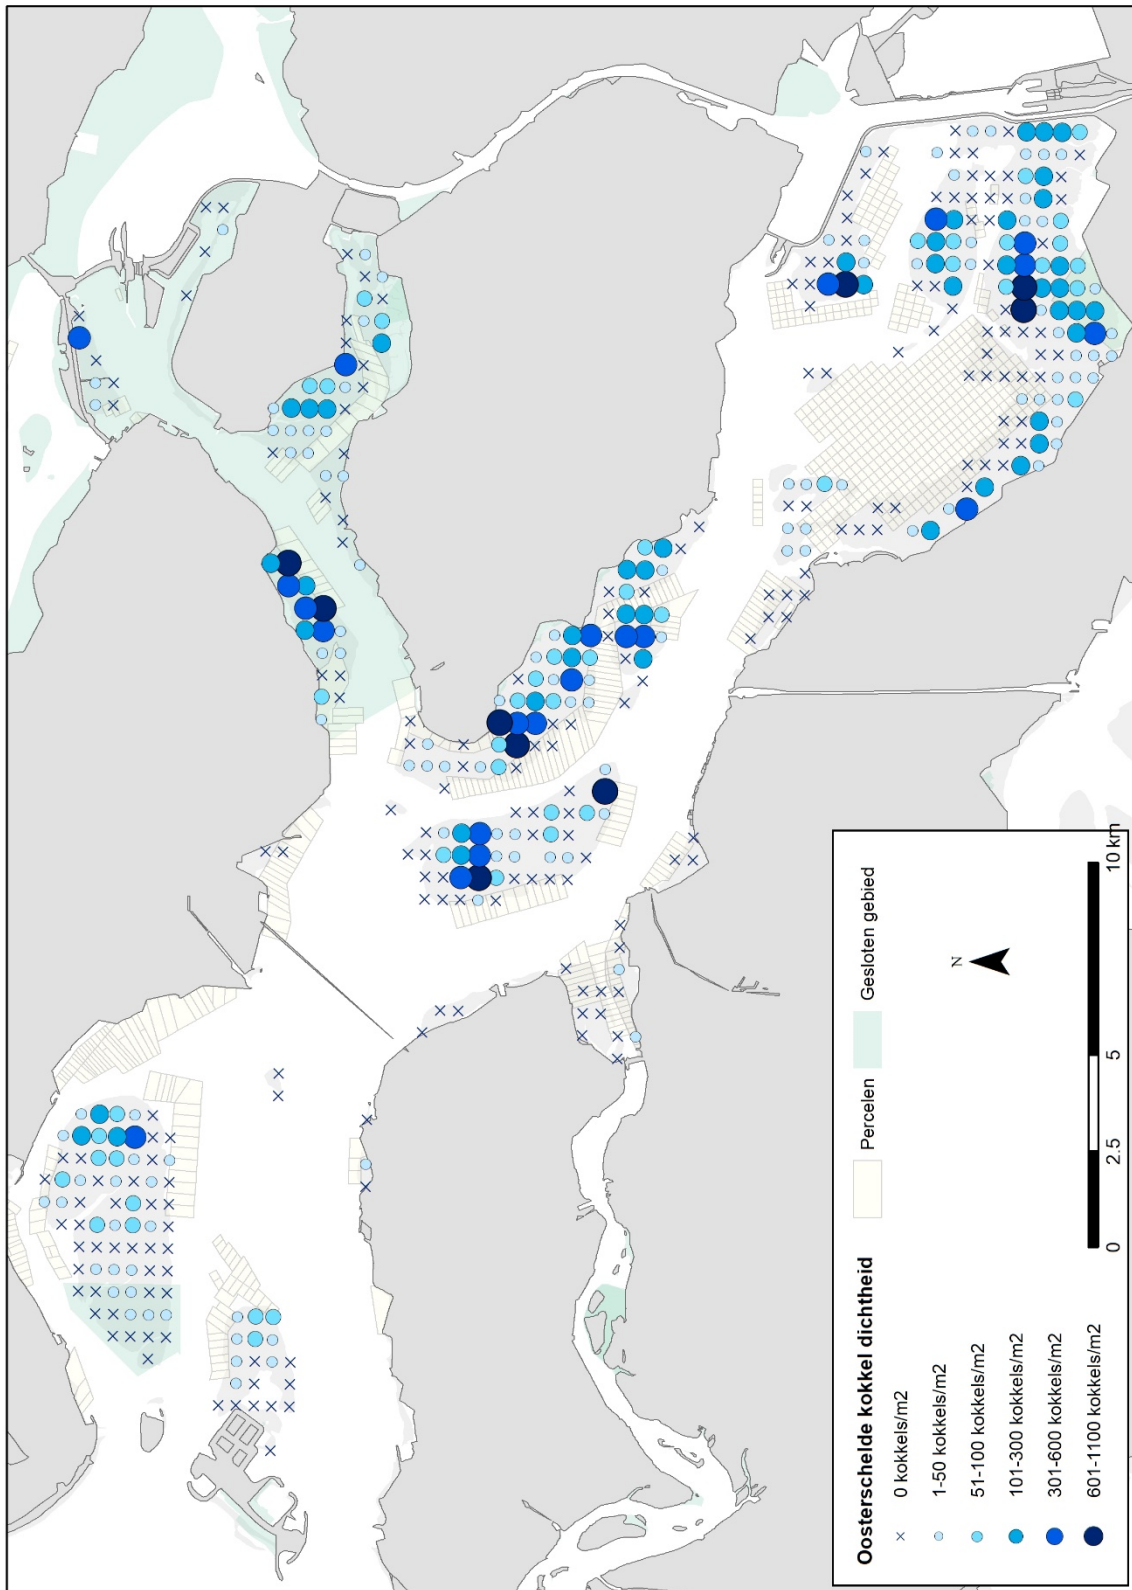 Oosterschelde kokkel dichtheid
0 kokkels/m2
1-50 kokkels/m2
51-100 kokkels/m2
101-300 kokkels/m2
301-600 kokkels/m2
601-1100 kokkels/m2
Percelen
Gesloten gebied
N
0 2.5 5 10 km